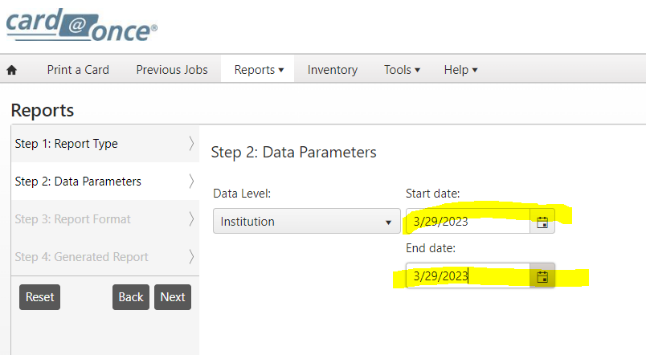 card@once®
Print a Card Previous Jobs Reports Inventory Tools Help
Reports
Step 1: Report Type
Step 2: Data Parameters
Step 3: Report Format
Step 4: Generated Report
Reset Back Next
Step 2: Data Parameters
Data Level:
Institution
Start date:
3/29/2023
End date:
3/29/2023